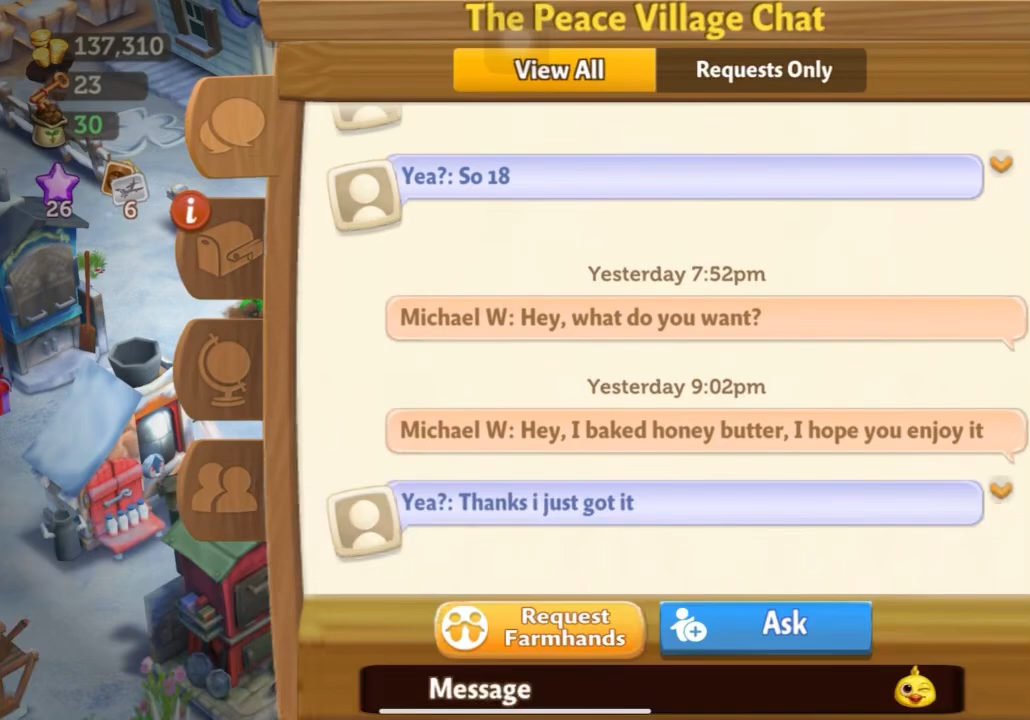 The Peace Village Chat
137,310
View All
Requests Only
23
30
Yea?: So 18
26
6
i
Yesterday 7:52pm
Michael W: Hey, what do you want?
Yesterday 9:02pm
Michael W: Hey, I baked honey butter, I hope you enjoy it
Yea?: Thanks i just got it
Request
Farmhands
Ask
Message